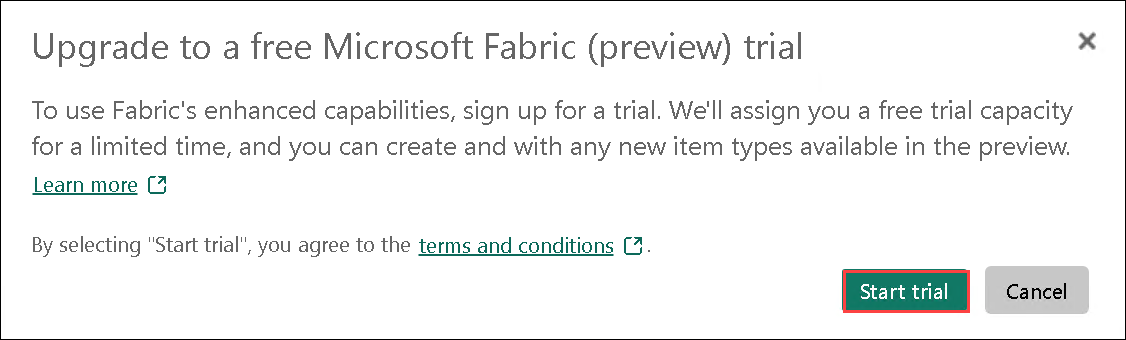 Upgrade to a free Microsoft Fabric (preview) trial
To use Fabric's enhanced capabilities, sign up for a trial. We'll assign you a free trial capacity
for a limited time, and you can create and with any new item types available in the preview.
Learn more
By selecting "Start trial", you agree to the terms and conditions .
Start trial Cancel